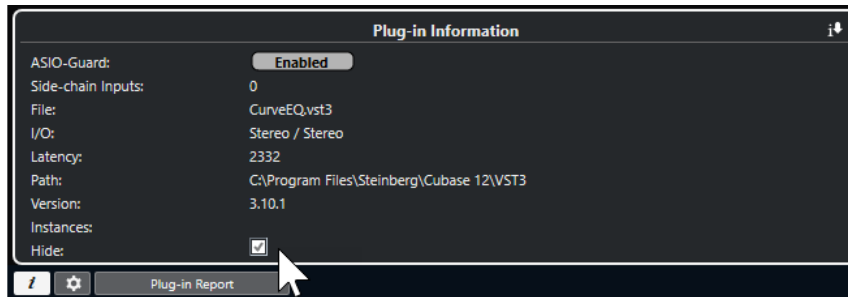 Plug-in Information
ASIO-Guard: Enabled
Side-chain Inputs: 0
File: CurveEQ.vst3
I/O: Stereo / Stereo
Latency: 2332
Path: C:\Program Files\Steinberg\Cubase 12\VST3
Version: 3.10.1
Instances:
Hide:
i Plug-in Report